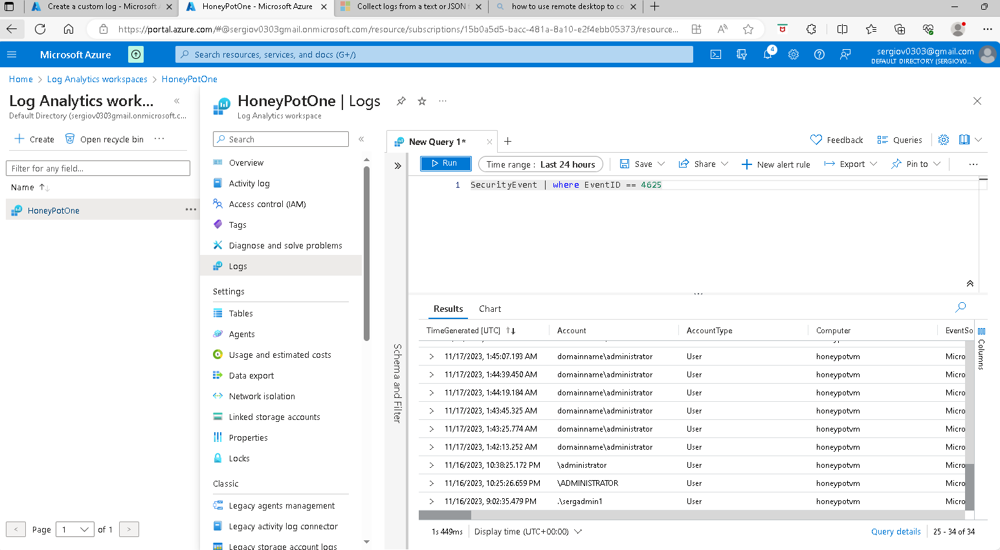 Create a custom log - Microsoft A
HoneyPotOne - Microsoft Azure
Collect logs from a text or JSON f
how to use remote desktop to co
https://portal.azure.com/#@sergiov0303gmail.onmicrosoft.com/resource/subscriptions/15b0a5d5-bacc-481a-8a10-e2f4ebb05373/resource...
Microsoft Azure
Search resources, services, and docs (G+/)
4
sergiov0303@gmail.com
DEFAULT DIRECTORY (SERGIOV0...
Home > Log Analytics workspaces > HoneyPotOne
Log Analytics work... «
Default Directory (sergiov0303gmail.onmicrosoft.c...
Create
Open recycle bin
...
Filter for any field...
Name ↑↓
HoneyPotOne ...
< Page 1 of 1 >
HoneyPotOne | Logs
...
Log Analytics workspace
Search «
Overview
Activity log
Access control (IAM)
Tags
Diagnose and solve problems
Logs
Settings
Tables
Agents
Usage and estimated costs
Data export
Network isolation
Linked storage accounts
Properties
Locks
Classic
Legacy agents management
Legacy activity log connector
Legacy storage account logs
New Query 1*
Feedback
Queries
Run
Time range : Last 24 hours
Save
Share
New alert rule
Export
Pin to
...
1 SecurityEvent | where EventID == 4625
Schema and Filter
Results Chart
TimeGenerated [UTC] ↑↓ Account AccountType Computer EventSo
Columns
11/17/2023, 1:45:07.193 AM domainname\administrator User honeypotvm Micro
11/17/2023, 1:44:39.450 AM domainname\administrator User honeypotvm Micro
11/17/2023, 1:44:19.184 AM domainname\administrator User honeypotvm Micro
11/17/2023, 1:43:45.325 AM domainname\administrator User honeypotvm Micro
11/17/2023, 1:43:25.774 AM domainname\administrator User honeypotvm Micro
11/17/2023, 1:42:13.252 AM domainname\administrator User honeypotvm Micro
11/16/2023, 10:38:25.172 PM \administrator User honeypotvm Micro
11/16/2023, 10:25:26.659 PM \ADMINISTRATOR User honeypotvm Micro
11/16/2023, 9:02:35.479 PM .\sergadmin1 User honeypotvm Micro
1s 449ms Display time (UTC+00:00) Query details 25 - 34 of 34